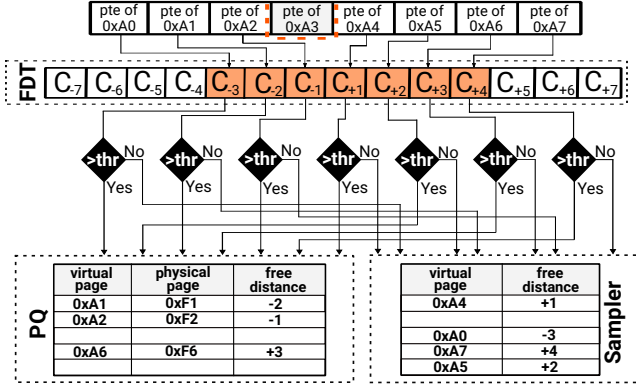 pte of 0xA0 pte of 0xA1 pte of 0xA2 pte of 0xA3 pte of 0xA4 pte of 0xA5 pte of 0xA6 pte of 0xA7
FDT
C-7 C-6 C-5 C-4 C-3 C-2 C-1 C+1 C+2 C+3 C+4 C+5 C+6 C+7
>thr No >thr No >thr No >thr No >thr No >thr No >thr No
Yes Yes Yes Yes Yes Yes Yes
PQ
virtual page physical page free distance
0xA1 0xF1 -2
0xA2 0xF2 -1
0xA6 0xF6 +3
Sampler
virtual page free distance
0xA4 +1
0xA0 -3
0xA7 +4
0xA5 +2